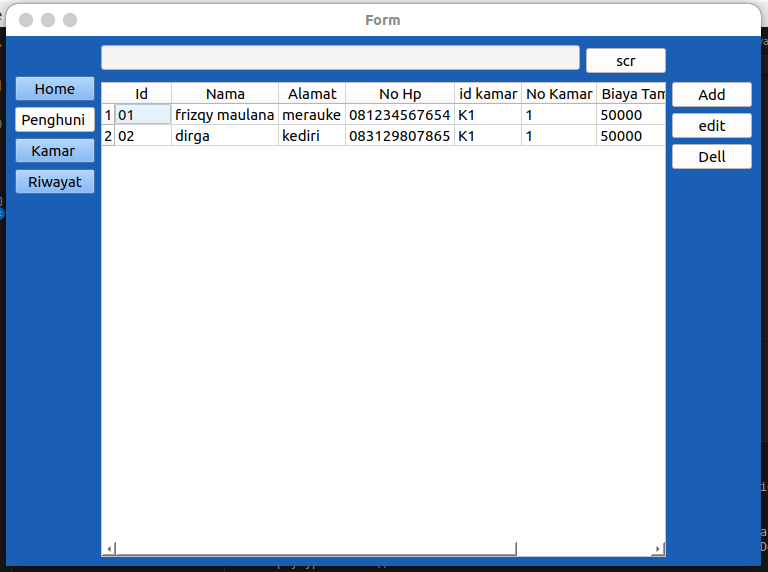 Form
scr
Home
Penghuni
Kamar
Riwayat
Id Nama Alamat No Hp id kamar No Kamar Biaya Tam
1 01 frizqy maulana merauke 081234567654 K1 1 50000
2 02 dirga kediri 083129807865 K1 1 50000
Add
edit
Dell